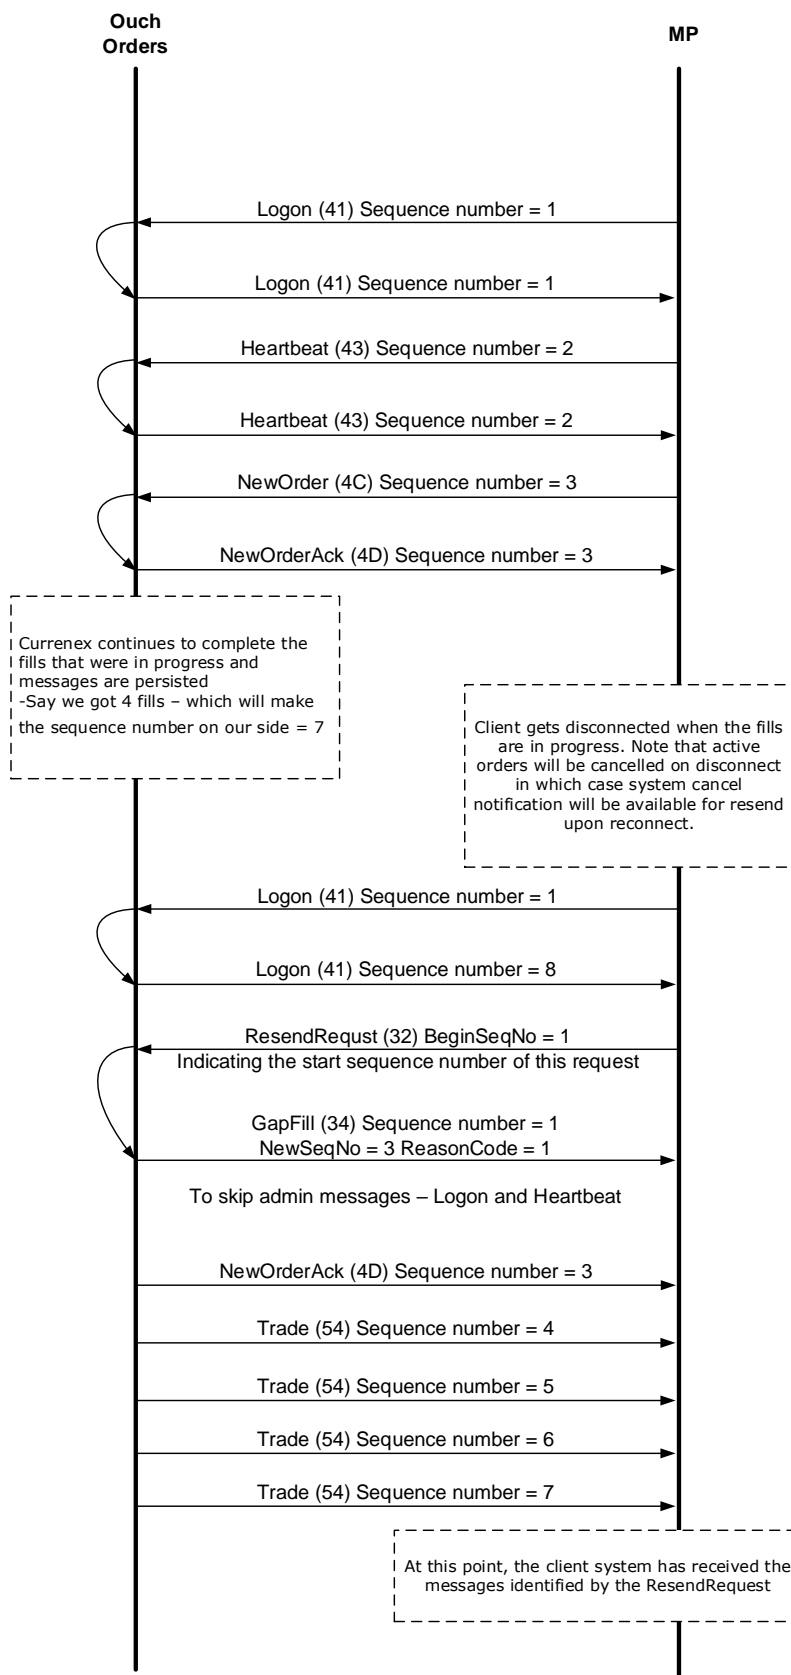 Ouch
Orders
MP
Logon (41) Sequence number = 1
Logon (41) Sequence number = 1
Heartbeat (43) Sequence number = 2
Heartbeat (43) Sequence number = 2
NewOrder (4C) Sequence number = 3
NewOrderAck (4D) Sequence number = 3
Currenex continues to complete the
fills that were in progress and
messages are persisted
-Say we got 4 fills – which will make
the sequence number on our side = 7
Client gets disconnected when the fills
are in progress. Note that active
orders will be cancelled on disconnect
in which case system cancel
notification will be available for resend
upon reconnect.
Logon (41) Sequence number = 1
Logon (41) Sequence number = 8
ResendRequst (32) BeginSeqNo = 1
Indicating the start sequence number of this request
GapFill (34) Sequence number = 1
NewSeqNo = 3 ReasonCode = 1
To skip admin messages – Logon and Heartbeat
NewOrderAck (4D) Sequence number = 3
Trade (54) Sequence number = 4
Trade (54) Sequence number = 5
Trade (54) Sequence number = 6
Trade (54) Sequence number = 7
At this point, the client system has received the
messages identified by the ResendRequest